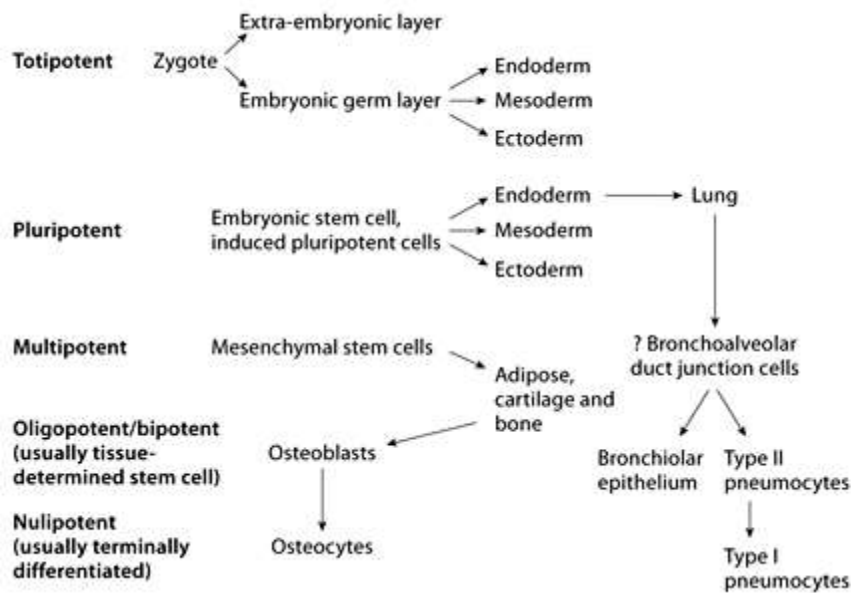 Extra-embryonic layer
Totipotent Zygote
Endoderm
Embryonic germ layer Mesoderm
Ectoderm
Endoderm Lung
Pluripotent Embryonic stem cell,
induced pluripotent cells
Mesoderm
Ectoderm
Multipotent Mesenchymal stem cells
? Bronchoalveolar
duct junction cells
Adipose,
cartilage and
bone
Oligopotent/bipotent
(usually tissue-
determined stem cell)
Osteoblasts
Bronchiolar
epithelium
Type II
pneumocytes
Nulipotent
(usually terminally
differentiated)
Osteocytes
Type I
pneumocytes